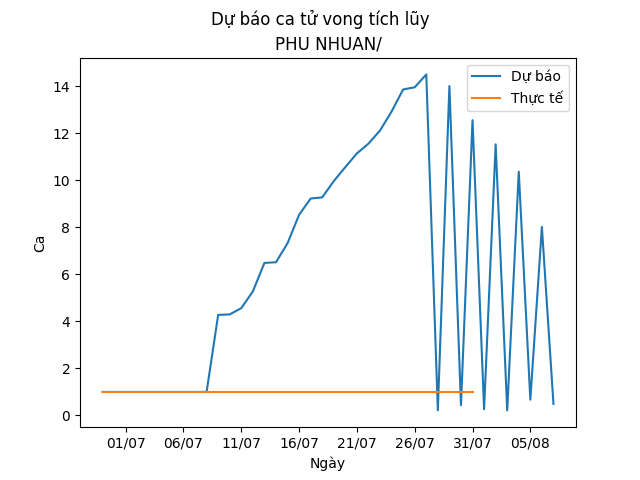 Dự báo ca tử vong tích lũy
PHU NHUAN/
Dự báo
Thực tế
Ca
14
12
10
8
6
4
2
0
01/07 06/07 11/07 16/07 21/07 26/07 31/07 05/08
Ngày